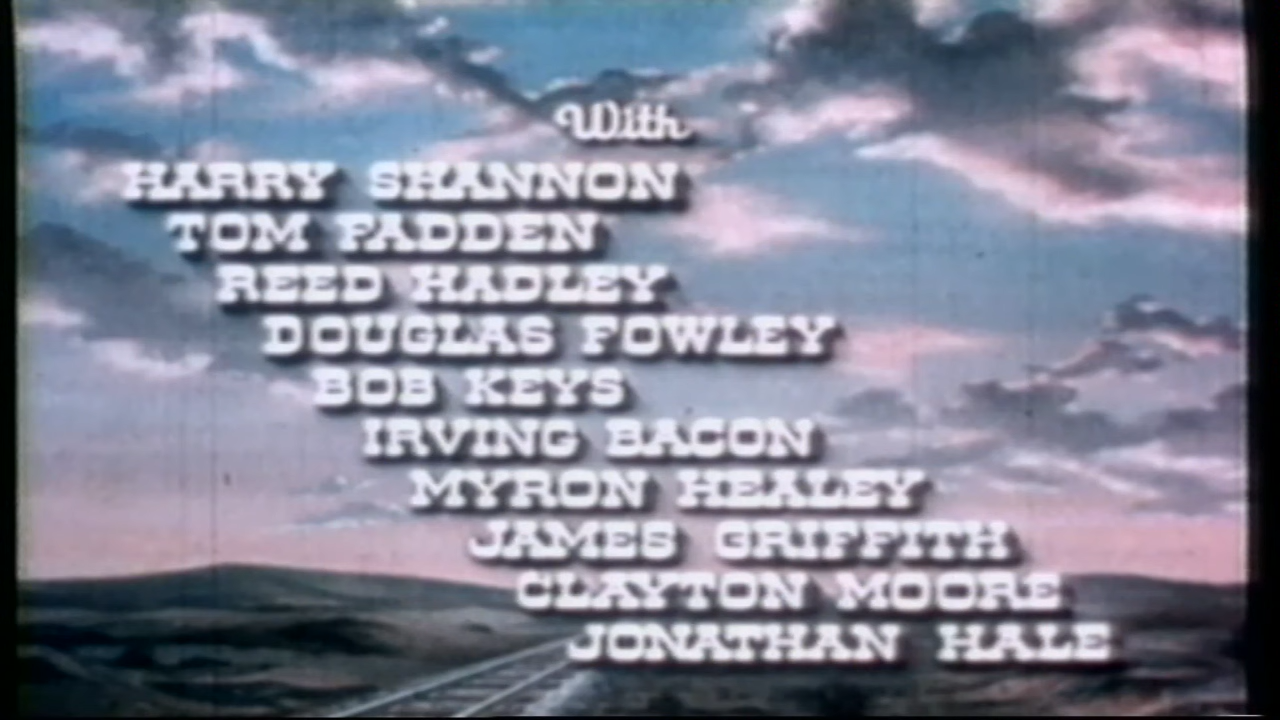 With
HARRY SHANNON
TOM FADDEN
REED HADLEY
DOUGLAS FOWLEY
BOB KEYS
IRVING BACON
MYRON HEALEY
JAMES GRIFFITH
CLAYTON MOORE
JONATHAN HALE